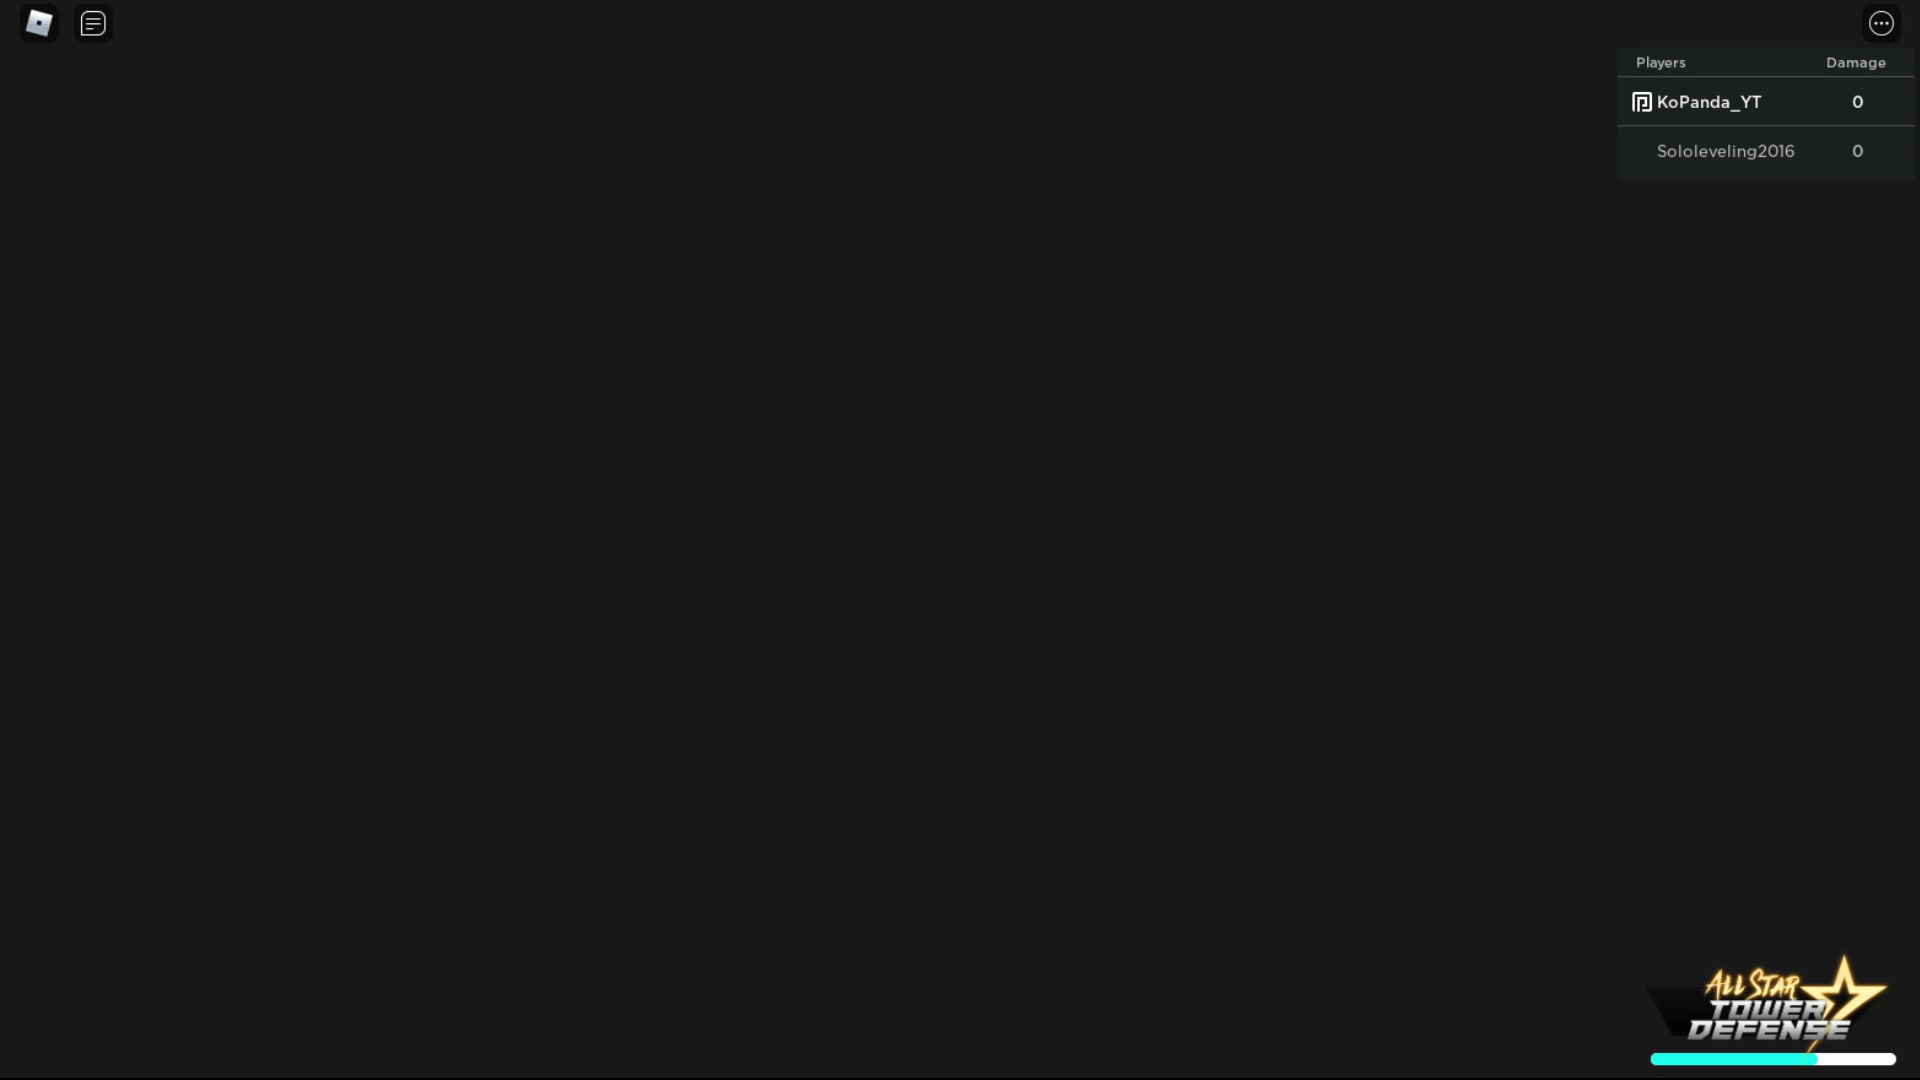 Players Damage
KoPanda_YT 0
Sololeveling2016 0
ALL STAR
TOWER
DEFENSE